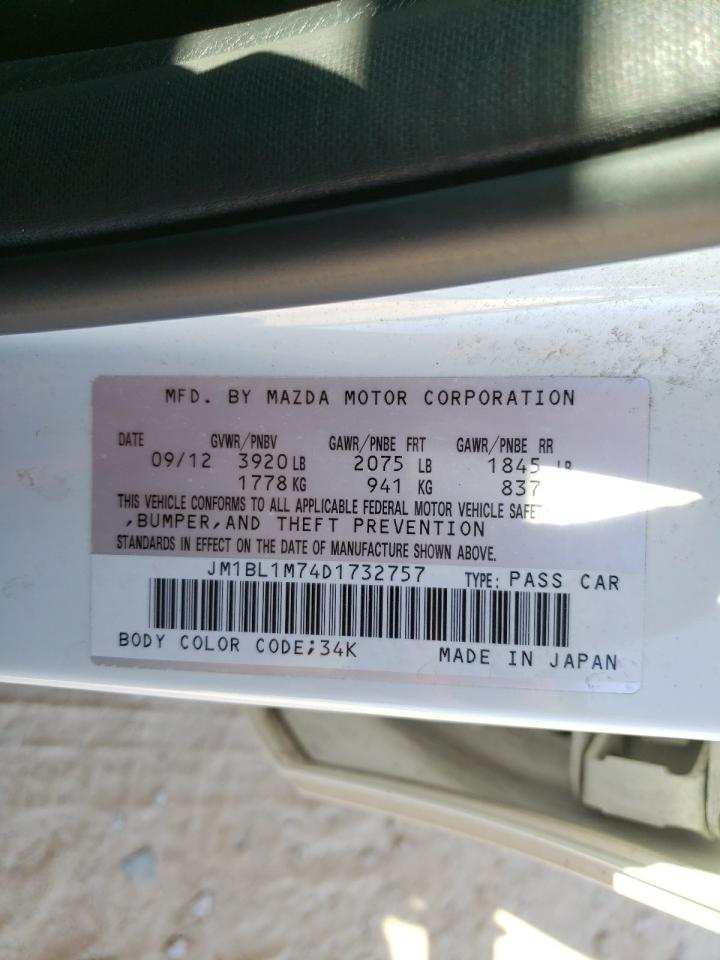 MFD. BY MAZDA MOTOR CORPORATION
DATE GVWR/PNBV GAWR/PNBE FRT GAWR/PNBE RR
09/12 3920 LB 2075 LB 1845 LB
1778 KG 941 KG 837
THIS VEHICLE CONFORMS TO ALL APPLICABLE FEDERAL MOTOR VEHICLE
,BUMPER,AND THEFT PREVENTION
STANDARDS IN EFFECT ON THE DATE OF MANUFACTURE SHOWN ABOVE.
JM1BL1M74D1732757 TYPE: PASS CAR
BODY COLOR CODE;34K MADE IN JAPAN